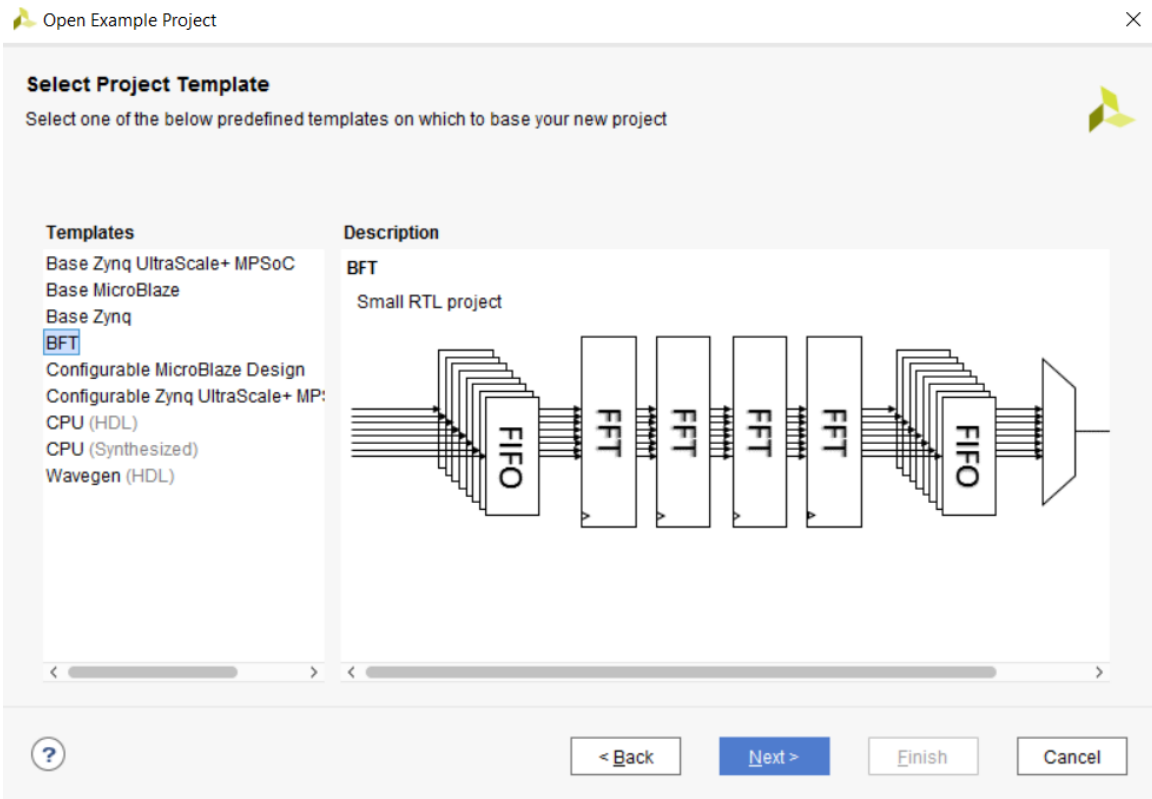 Open Example Project
Select Project Template
Select one of the below predefined templates on which to base your new project
Templates
Base Zynq UltraScale+ MPSoC
Base MicroBlaze
Base Zynq
BFT
Configurable MicroBlaze Design
Configurable Zynq UltraScale+ MPS
CPU (HDL)
CPU (Synthesized)
Wavegen (HDL)
Description
BFT
Small RTL project
FIFO
FFT
FFT
FFT
FFT
FIFO
?
< Back
Next >
Finish
Cancel